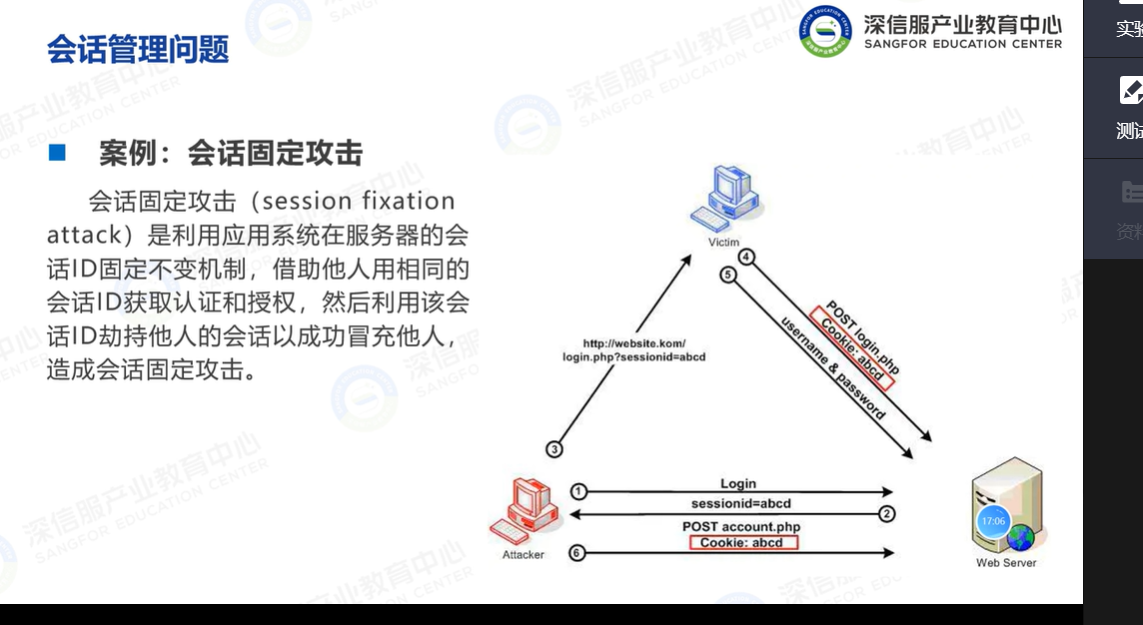 会话管理问题
深信服产业教育中心
SANGFOR EDUCATION CENTER
实验
测试
资料
案例：会话固定攻击
会话固定攻击（session fixation
attack）是利用应用系统在服务器的会
话ID固定不变机制，借助他人用相同的
会话ID获取认证和授权，然后利用该会
话ID劫持他人的会话以成功冒充他人，
造成会话固定攻击。
Victim
4
5
POST login.php
Cookie: abcd
username & password
http://website.kom/
login.php?sessionid=abcd
3
1
Login
sessionid=abcd
2
POST account.php
Cookie: abcd
6
Attacker
17:06
Web Server